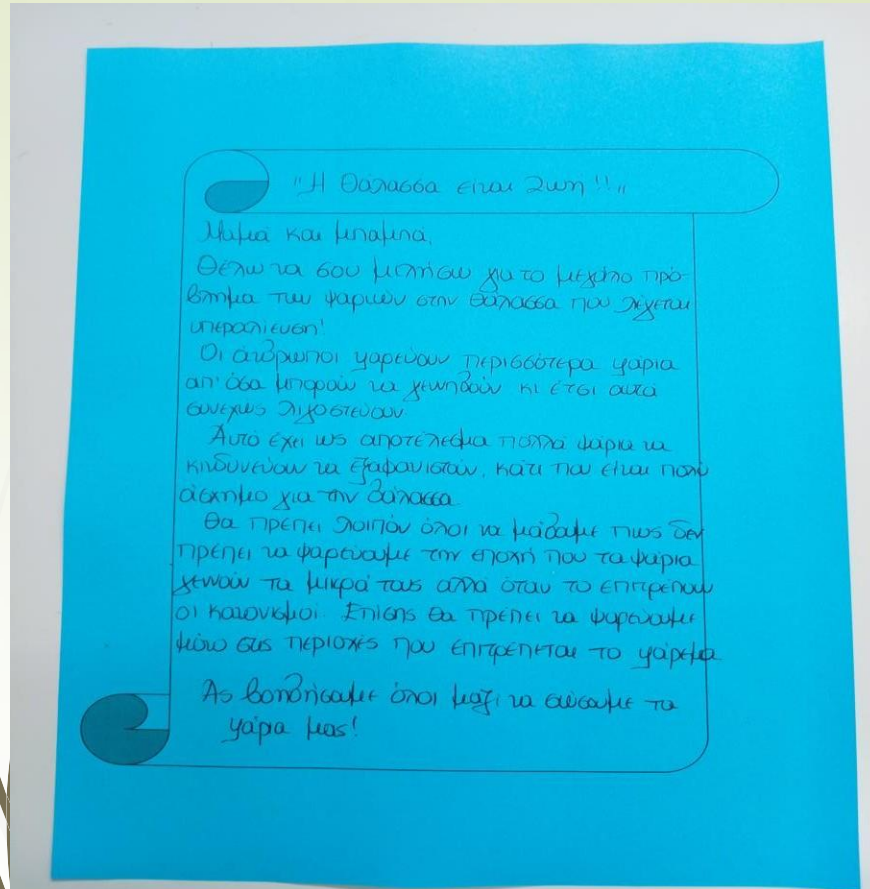 "Η Θάλασσα είναι Ζωή!!"
Μαμά και μπαμπά,
Θέλω να σου μιλήσω για το μεγάλο πρό-
βλημα των ψαριών στην θάλασσα που λέγεται
υπεραλίευση!
Οι άνθρωποι ψαρεύουν περισσότερα ψάρια
απ' όσα μπορούν να γεννηθούν κι έτσι αυτά
συνεχώς λιγοστεύουν.
Αυτό έχει ως αποτέλεσμα πολλά ψάρια να
κινδυνεύουν να εξαφανιστούν, κάτι που είναι πολύ
άσχημο για την θάλασσα.
Θα πρέπει λοιπόν όλοι να μάθουμε πως δεν
πρέπει να ψαρεύουμε την εποχή που τα ψάρια
γεννούν τα μικρά τους αλλά όταν το επιτρέπουν
οι κανονισμοί. Επίσης θα πρέπει να ψαρεύουμε
μόνο στις περιοχές που επιτρέπεται το ψάρεμα.
Ας βοηθήσουμε όλοι μαζί να σώσουμε τα
ψάρια μας!